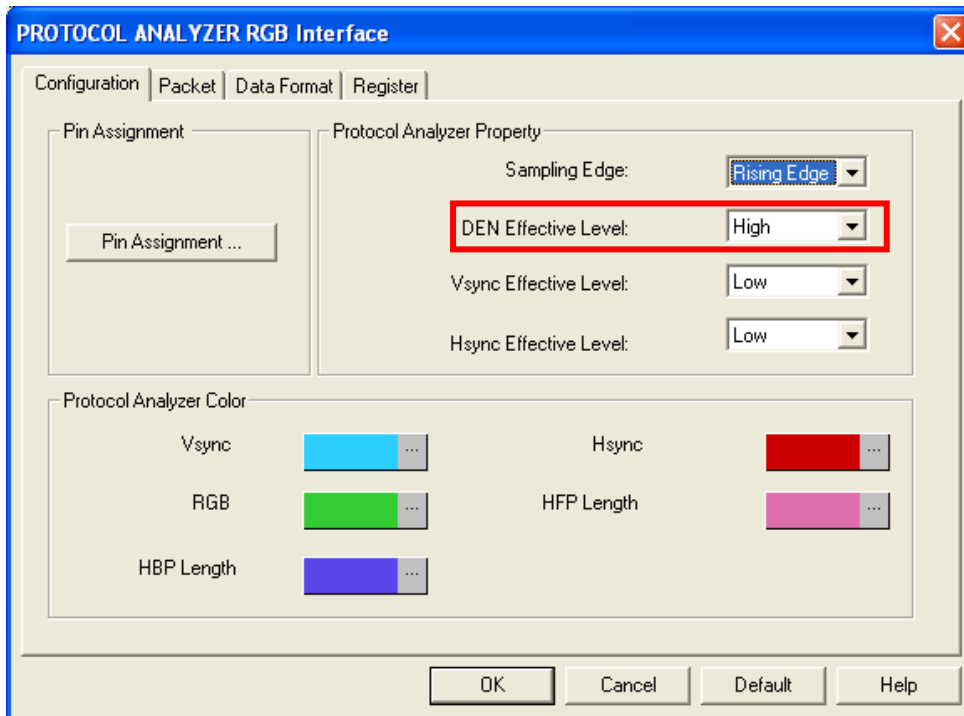 PROTOCOL ANALYZER RGB Interface
Configuration Packet Data Format Register
Pin Assignment
Pin Assignment ...
Protocol Analyzer Property
Sampling Edge: Rising Edge
DEN Effective Level: High
Vsync Effective Level: Low
Hsync Effective Level: Low
Protocol Analyzer Color
Vsync ... Hsync ...
RGB ... HFP Length ...
HBP Length ...
OK Cancel Default Help